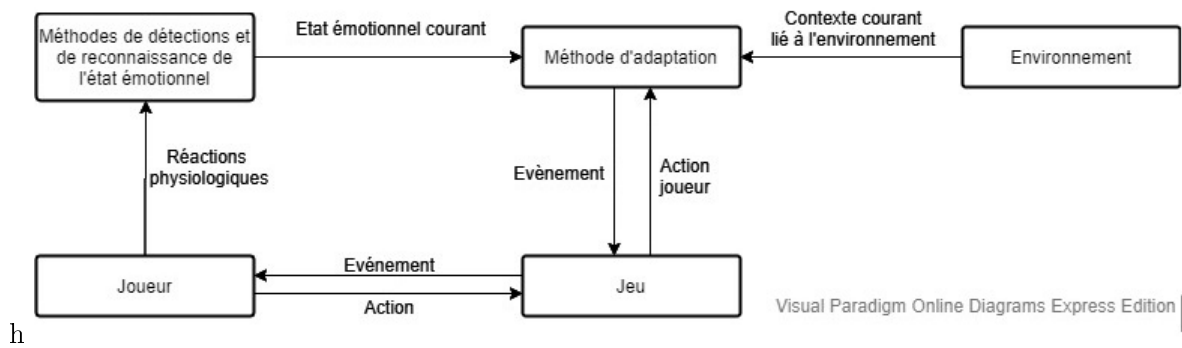 Méthodes de détections et
de reconnaissance de
l'état émotionnel
Etat émotionnel courant
Méthode d'adaptation
Contexte courant
lié à l'environnement
Environnement
Réactions
physiologiques
Evènement
Action
joueur
Joueur
Evénement
Action
Jeu
Visual Paradigm Online Diagrams Express Edition
h